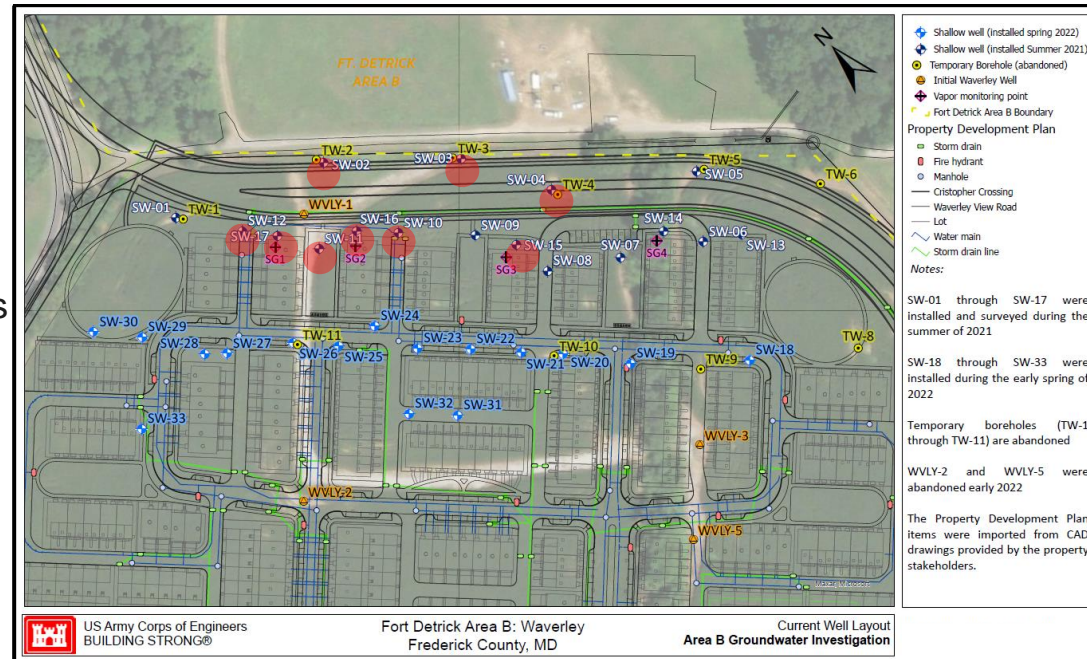 FT. DETRICK
AREA B
N
TW-2
SW-02
SW-03
TW-3
SW-04
TW-4
TW-5
SW-05
TW-6
SW-01
TW-1
WVLY-1
SW-12
SW-17
SG1
SW-11
SW-16
SG2
SW-10
SW-09
SW-15
SG3
SW-08
SW-07
SW-14
SG4
SW-06
SW-13
SW-30
SW-29
SW-28
SW-27
TW-11
SW-26
SW-25
SW-24
SW-23
SW-22
SW-21
TW-10
SW-20
SW-19
TW-9
SW-18
TW-8
SW-33
SW-32
SW-31
WVLY-3
WVLY-2
WVLY-5
s
Shallow well (installed spring 2022)
Shallow well (installed Summer 2021)
Temporary Borehole (abandoned)
Initial Waverley Well
Vapor monitoring point
Fort Detrick Area B Boundary
Property Development Plan
Storm drain
Fire hydrant
Manhole
Cristopher Crossing
Waverley View Road
Lot
Water main
Storm drain line
Notes:
SW-01 through SW-17 were
installed and surveyed during the
summer of 2021
SW-18 through SW-33 were
installed during the early spring of
2022
Temporary boreholes (TW-1
through TW-11) are abandoned
WVLY-2 and WVLY-5 were
abandoned early 2022
The Property Development Plan
items were imported from CAD
drawings provided by the property
stakeholders.
US Army Corps of Engineers
BUILDING STRONG®
Fort Detrick Area B: Waverley
Frederick County, MD
Current Well Layout
Area B Groundwater Investigation